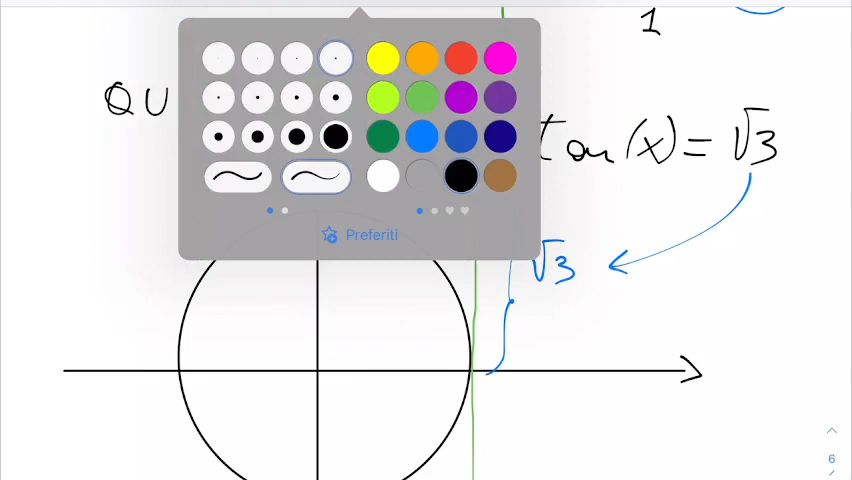 1
QU
tan(x) = √3
Preferiti
√3
6